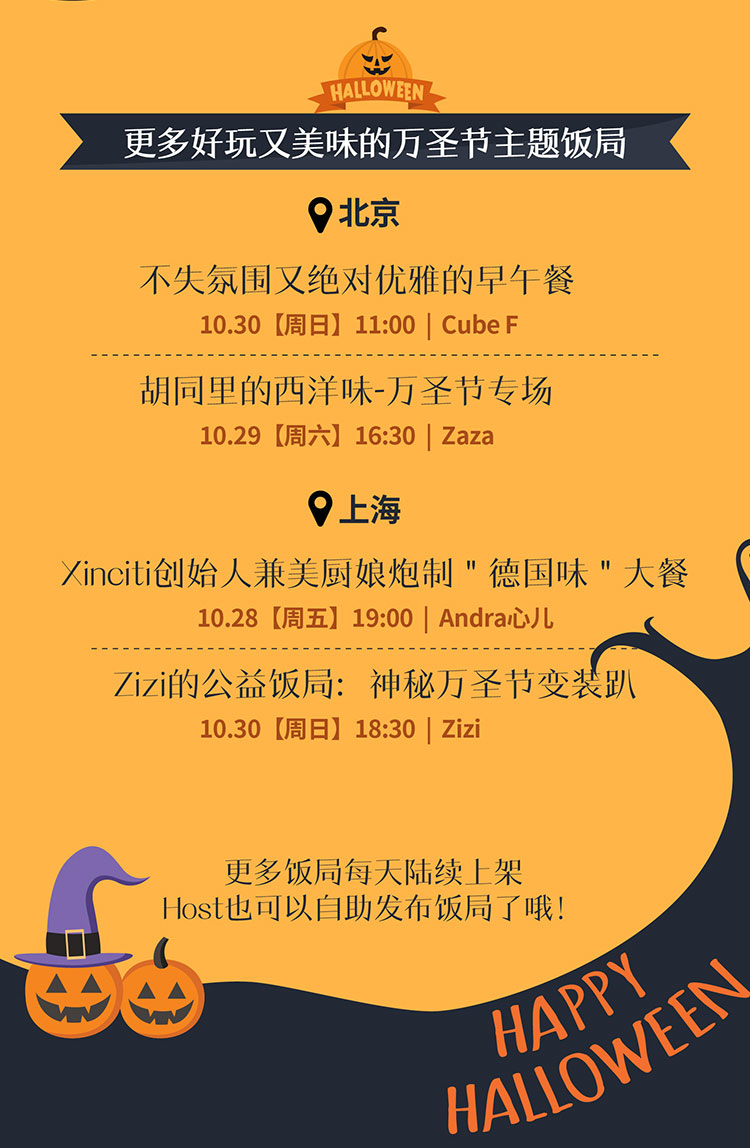 HALLOWEEN
更多好玩又美味的万圣节主题饭局
北京
不失氛围又绝对优雅的早午餐
10.30【周日】11:00 | Cube F
胡同里的西洋味-万圣节专场
10.29【周六】16:30 | Zaza
上海
Xinciti创始人兼美厨娘炮制＂德国味＂大餐
10.28【周五】19:00 | Andra心儿
Zizi的公益饭局：神秘万圣节变装趴
10.30【周日】18:30 | Zizi
更多饭局每天陆续上架
Host也可以自助发布饭局了哦！
HAPPY
HALLOWEEN